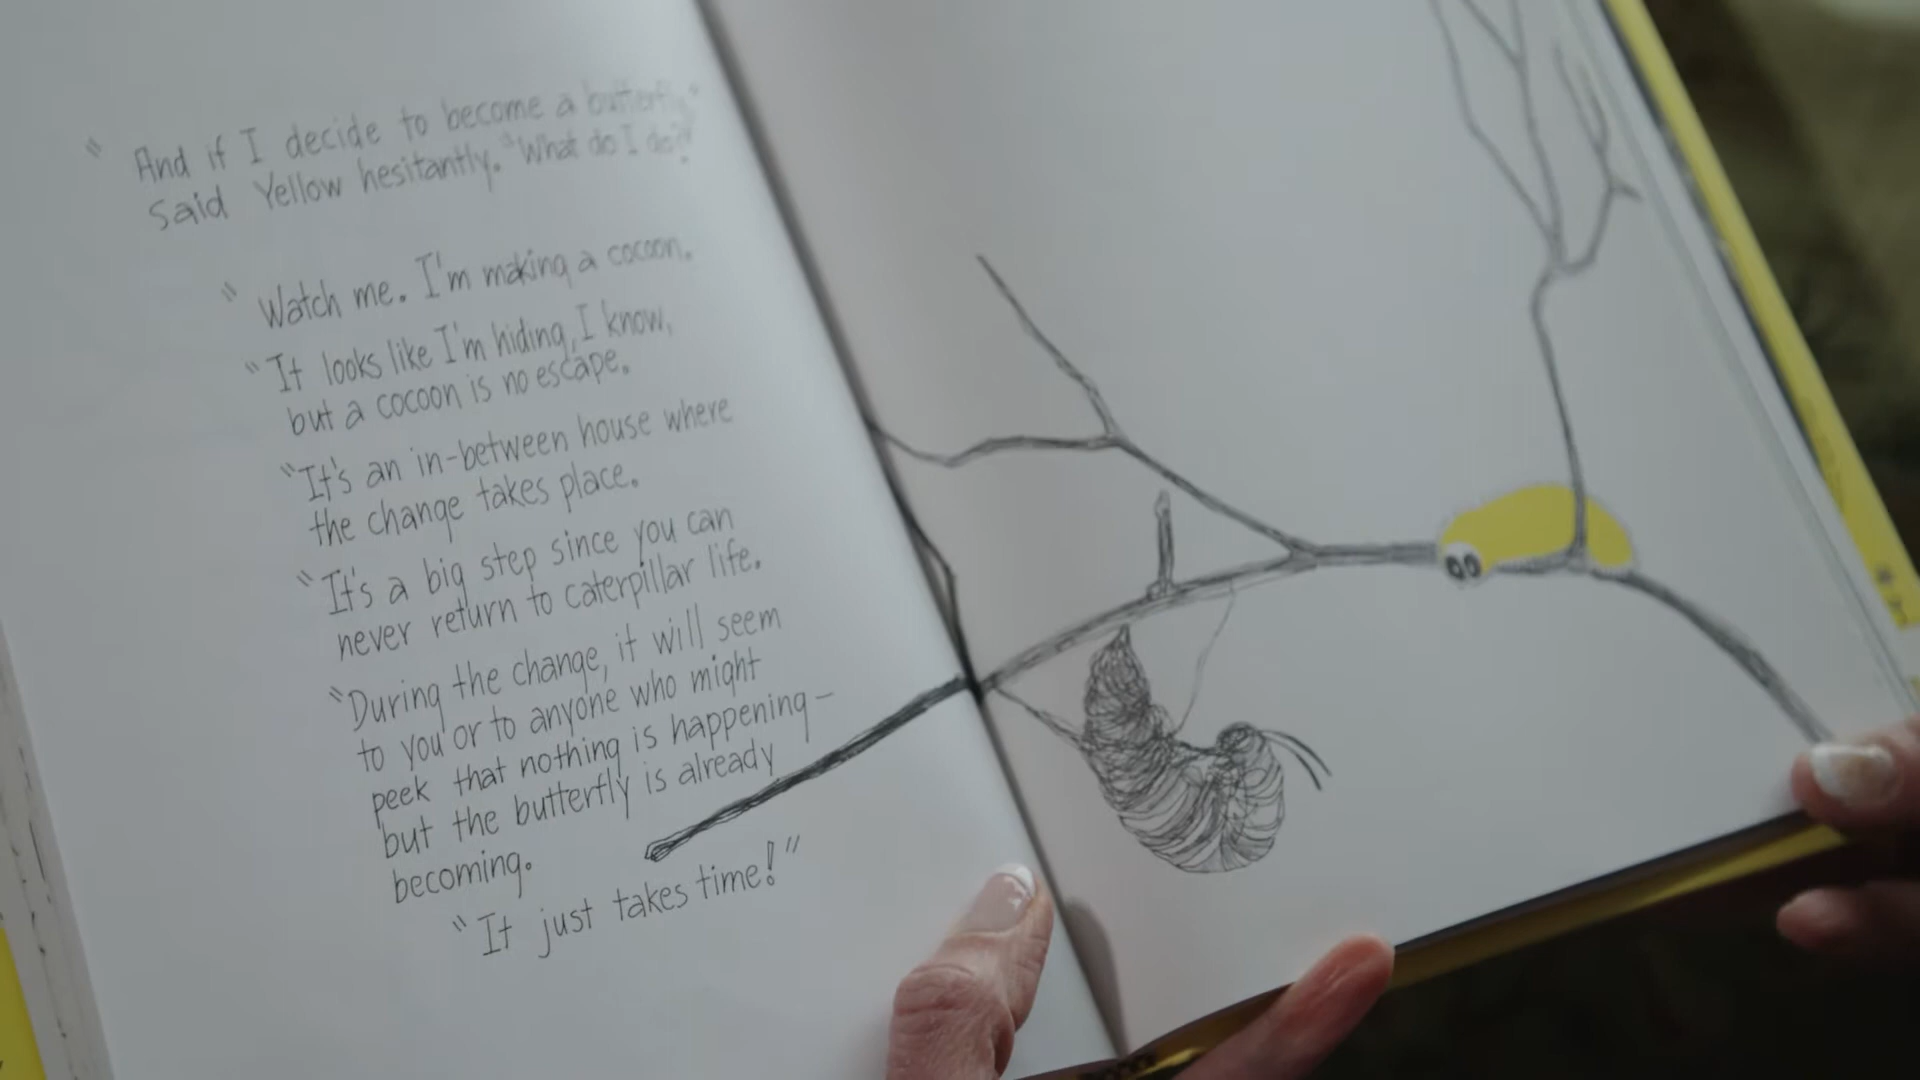 " And if I decide to become a butterfly,"
said Yellow hesitantly. "What do I do?"
" Watch me. I'm making a cocoon.
"It looks like I'm hiding, I know,
but a cocoon is no escape.
"It's an in-between house where
the change takes place.
"It's a big step since you can
never return to caterpillar life.
"During the change, it will seem
to you or to anyone who might
peek that nothing is happening –
but the butterfly is already
becoming.
"It just takes time!"